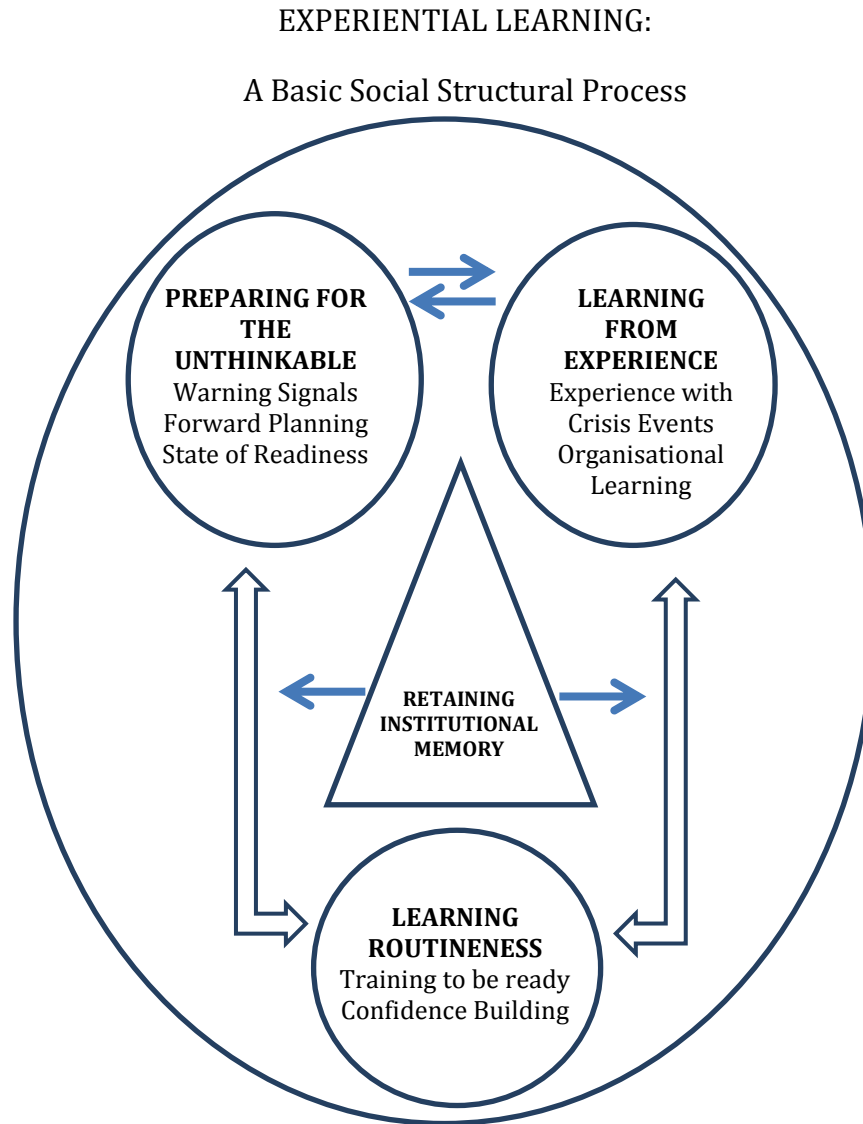 EXPERIENTIAL LEARNING:
A Basic Social Structural Process
PREPARING FOR
THE
UNTHINKABLE
Warning Signals
Forward Planning
State of Readiness
LEARNING
FROM
EXPERIENCE
Experience with
Crisis Events
Organisational
Learning
RETAINING
INSTITUTIONAL
MEMORY
LEARNING
ROUTINENESS
Training to be ready
Confidence Building